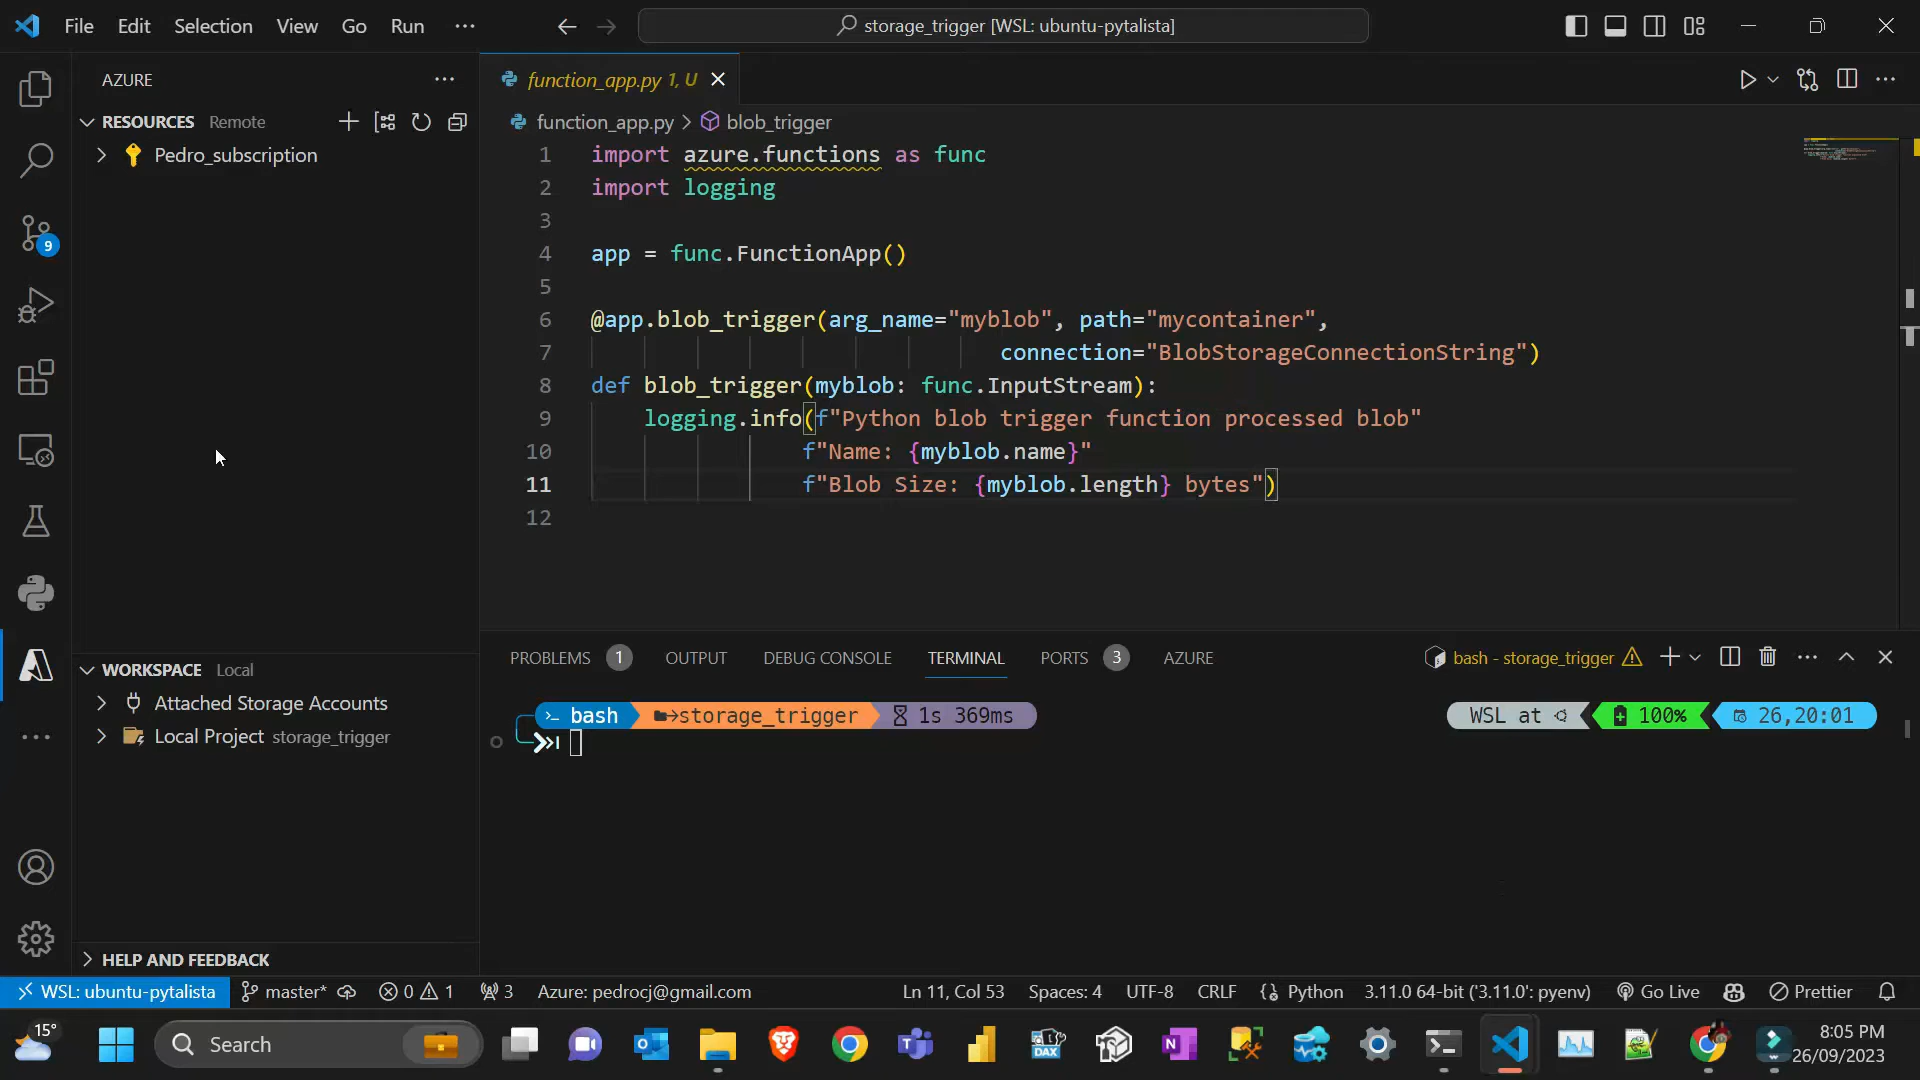 File Edit Selection View Go Run ···
storage_trigger [WSL: ubuntu-pytalista]
AZURE
RESOURCES Remote
Pedro_subscription
9
function_app.py 1, U
function_app.py > blob_trigger
1 import azure.functions as func
2 import logging
3
4 app = func.FunctionApp()
5
6 @app.blob_trigger(arg_name="myblob", path="mycontainer",
7 connection="BlobStorageConnectionString")
8 def blob_trigger(myblob: func.InputStream):
9 logging.info(f"Python blob trigger function processed blob"
10 f"Name: {myblob.name}"
11 f"Blob Size: {myblob.length} bytes")
12
WORKSPACE Local
Attached Storage Accounts
Local Project storage_trigger
HELP AND FEEDBACK
PROBLEMS 1 OUTPUT DEBUG CONSOLE TERMINAL PORTS 3 AZURE
bash - storage_trigger
bash storage_trigger 1s 369ms
WSL at 100% 26,20:01
WSL: ubuntu-pytalista master* 0 1 3 Azure: pedrocj@gmail.com
Ln 11, Col 53 Spaces: 4 UTF-8 CRLF {} Python 3.11.0 64-bit ('3.11.0': pyenv) Go Live Prettier
15°
Search
DAX
8:05 PM
26/09/2023